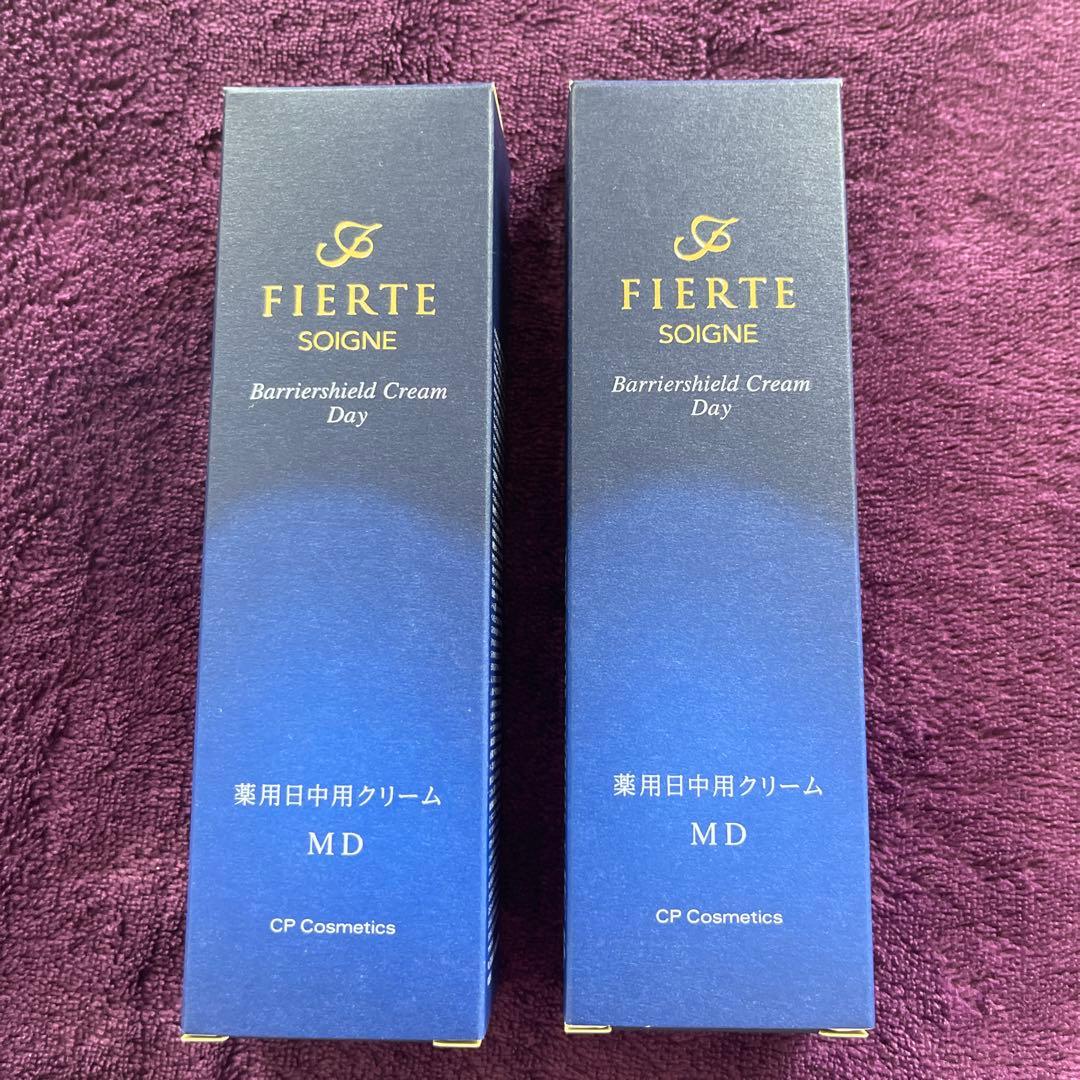 FIERTE
SOIGNE
Barriershield Cream
Day
薬用日中用クリーム
MD
CP Cosmetics
FIERTE
SOIGNE
Barriershield Cream
Day
薬用日中用クリーム
MD
CP Cosmetics